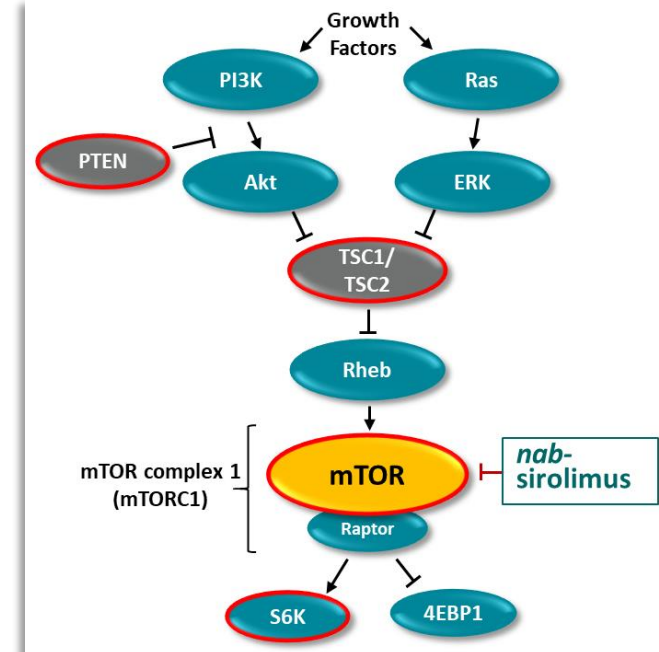 Growth
Factors
PI3K
Ras
PTEN
Akt
ERK
TSC1/
TSC2
Rheb
mTOR complex 1
(mTORC1)
mTOR
nab-
sirolimus
Raptor
S6K
4EBP1